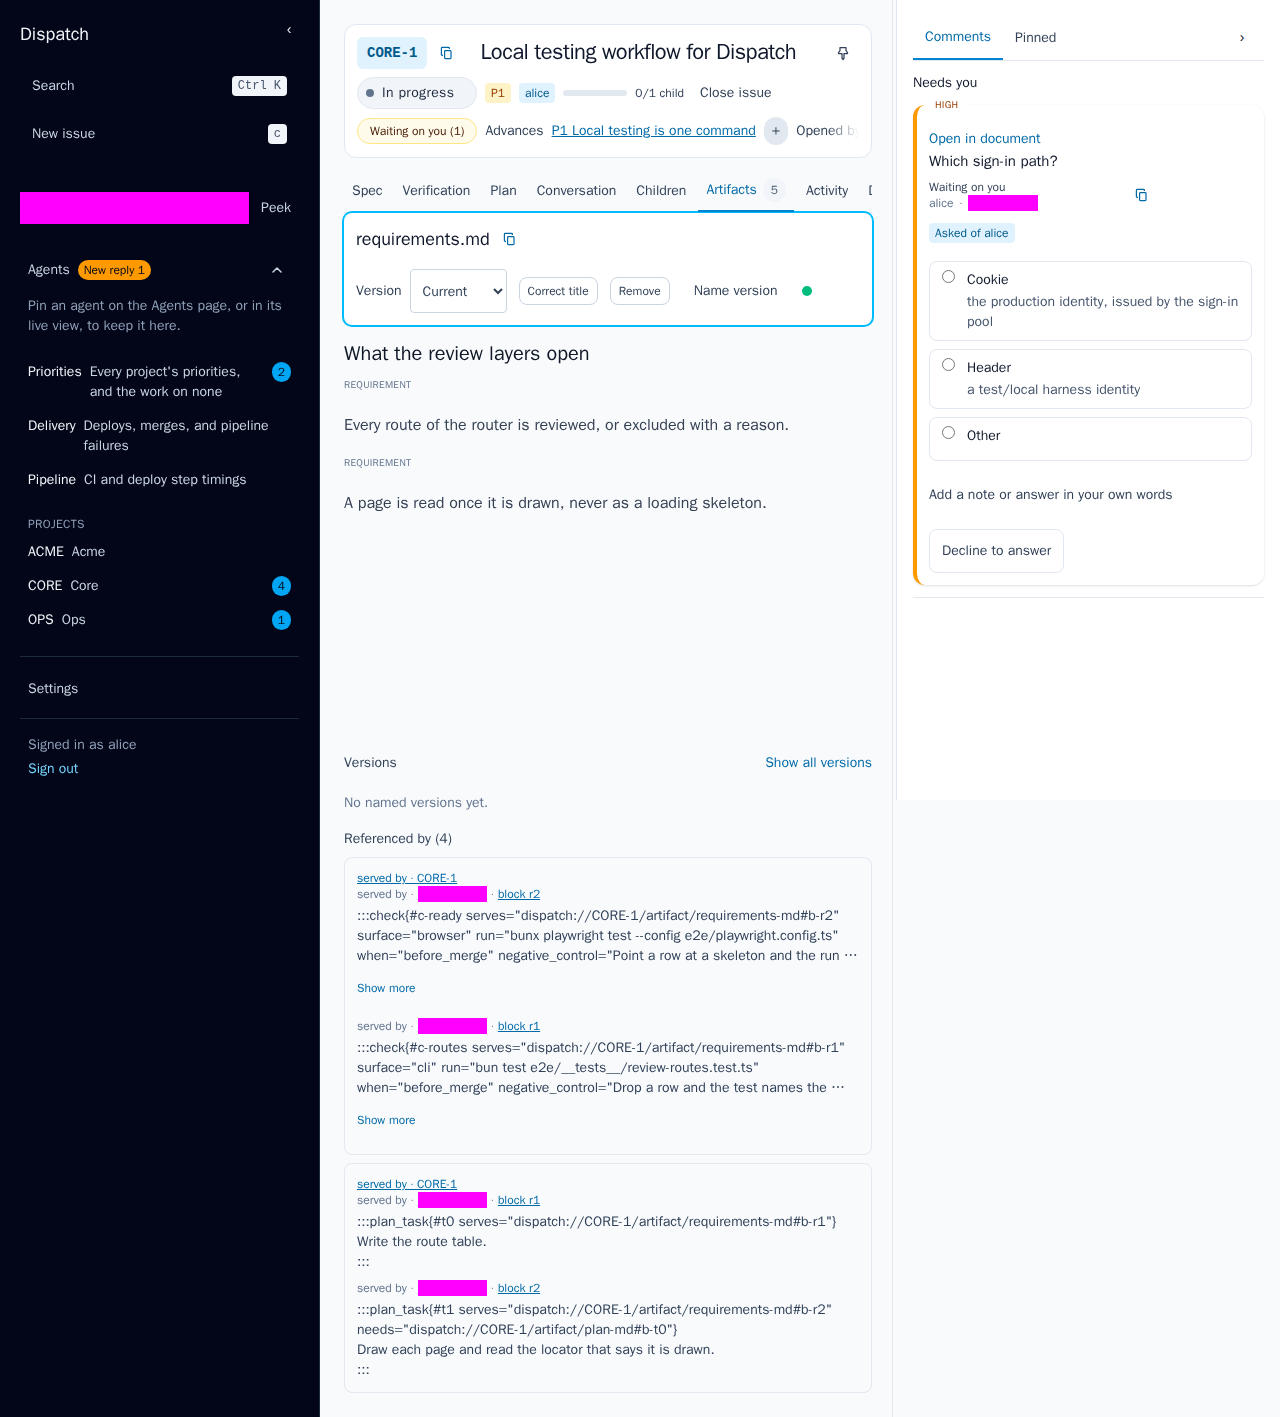 Dispatch
Search
Ctrl K
New issue
C
Peek
Agents
New reply 1
Pin an agent on the Agents page, or in its
live view, to keep it here.
Priorities
Every project's priorities,
and the work on none
2
Delivery
Deploys, merges, and pipeline
failures
Pipeline
CI and deploy step timings
PROJECTS
ACME Acme
CORE Core
4
OPS Ops
1
Settings
Signed in as alice
Sign out
CORE-1
Local testing workflow for Dispatch
In progress
P1
alice
0/1 child
Close issue
Waiting on you (1)
Advances
P1 Local testing is one command
+
Opened by
Spec
Verification
Plan
Conversation
Children
Artifacts 5
Activity
requirements.md
Version
Current
Correct title
Remove
Name version
What the review layers open
REQUIREMENT
Every route of the router is reviewed, or excluded with a reason.
REQUIREMENT
A page is read once it is drawn, never as a loading skeleton.
Versions
Show all versions
No named versions yet.
Referenced by (4)
served by · CORE-1
served by · · block r2
:::check{#c-ready serves="dispatch://CORE-1/artifact/requirements-md#b-r2"
surface="browser" run="bunx playwright test --config e2e/playwright.config.ts"
when="before_merge" negative_control="Point a row at a skeleton and the run ...
Show more
served by · · block r1
:::check{#c-routes serves="dispatch://CORE-1/artifact/requirements-md#b-r1"
surface="cli" run="bun test e2e/__tests__/review-routes.test.ts"
when="before_merge" negative_control="Drop a row and the test names the ...
Show more
served by · CORE-1
served by · · block r1
:::plan_task{#t0 serves="dispatch://CORE-1/artifact/requirements-md#b-r1"}
Write the route table.
:::
served by · · block r2
:::plan_task{#t1 serves="dispatch://CORE-1/artifact/requirements-md#b-r2"
needs="dispatch://CORE-1/artifact/plan-md#b-t0"}
Draw each page and read the locator that says it is drawn.
:::
Comments
Pinned
Needs you
HIGH
Open in document
Which sign-in path?
Waiting on you
alice ·
Asked of alice
Cookie
the production identity, issued by the sign-in
pool
Header
a test/local harness identity
Other
Add a note or answer in your own words
Decline to answer